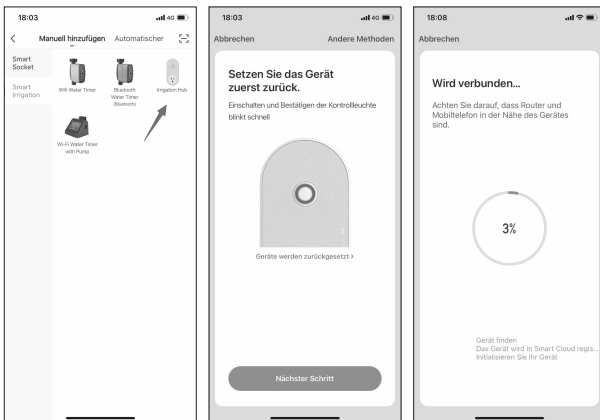 18:03
4G
Manuell hinzufügen Automatischer
Smart
Socket
Smart
Irrigation
Wifi Water Timer
Bluetooth
Water Timer
(Bluetooth)
Irrigation Hub
Wi-Fi Water Timer
with Pump
18:03
4G
Abbrechen Andere Methoden
Setzen Sie das Gerät
zuerst zurück.
Einschalten und Bestätigen der Kontrolleuchte
blinkt schnell
Geräte werden zurückgesetzt >
Nächster Schritt
18:08
Abbrechen
Wird verbunden...
Achten Sie darauf, dass Router und
Mobiltelefon in der Nähe des Gerätes
sind.
3%
Gerät finden
Das Gerät wird in Smart Cloud regis...
Initialisieren Sie Ihr Gerät